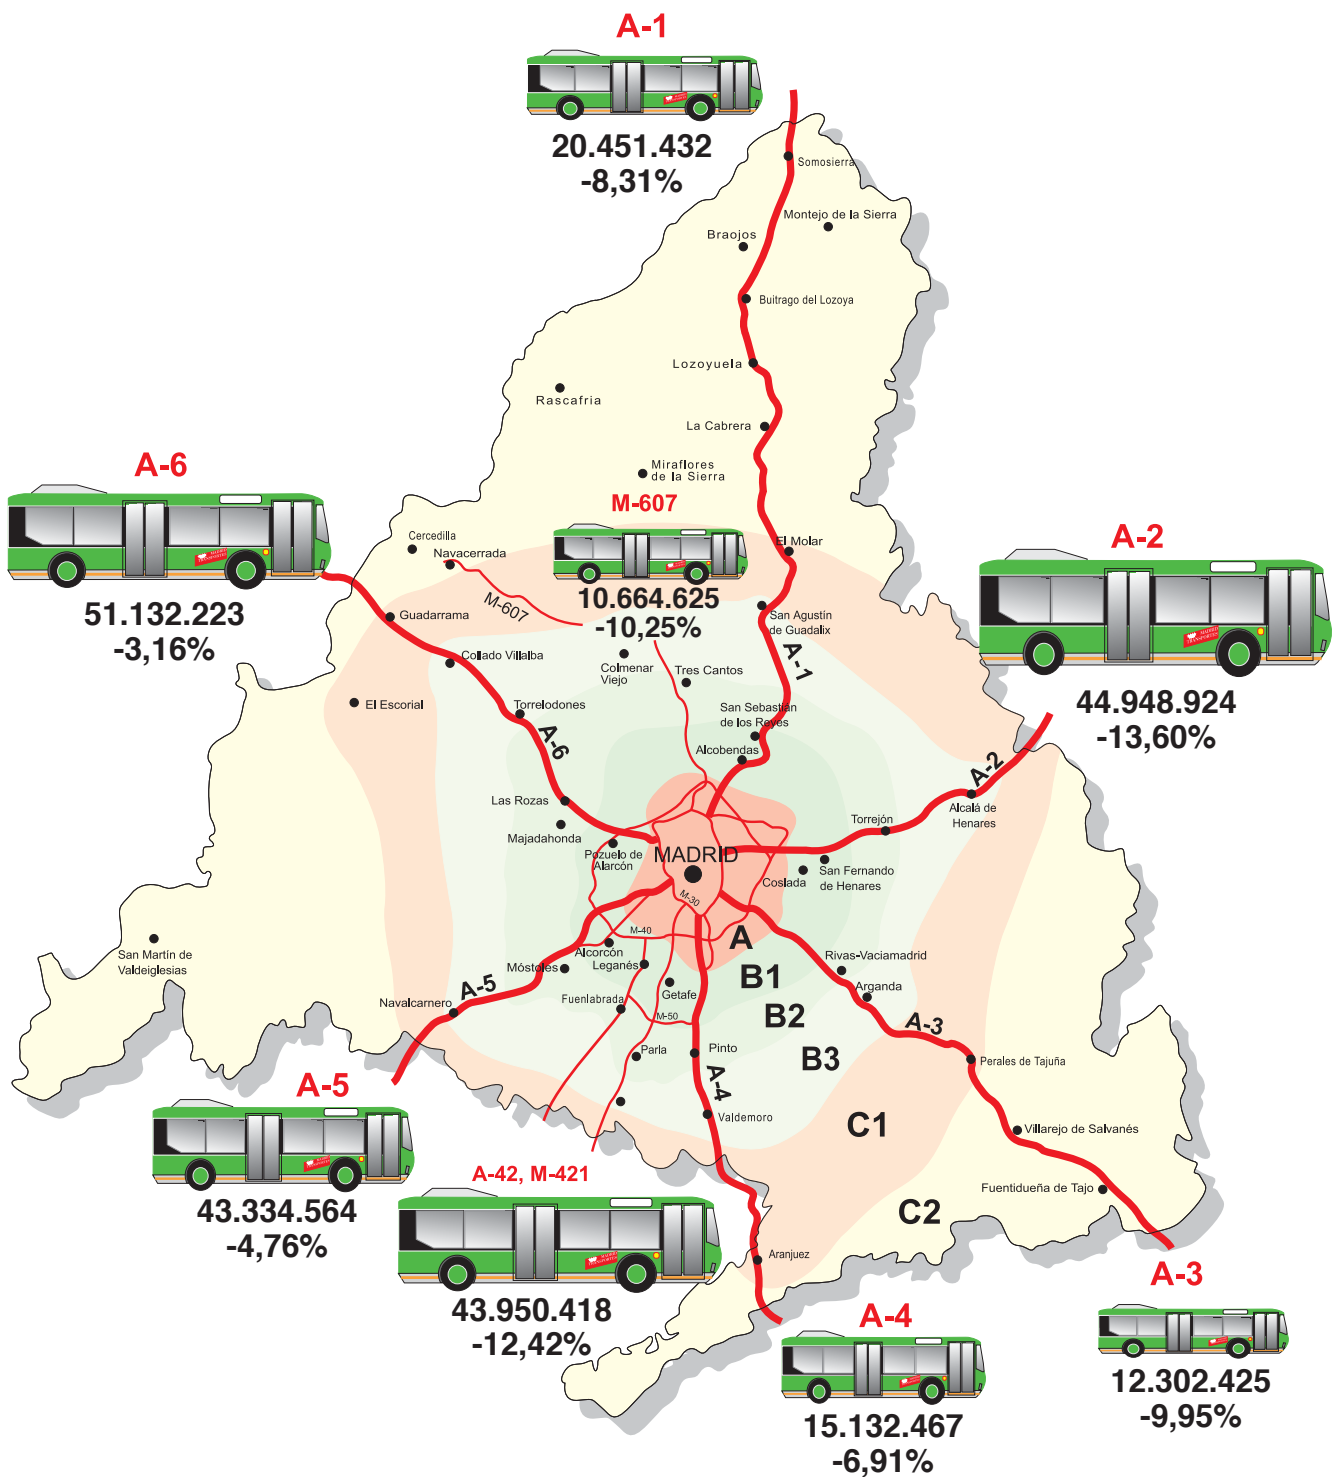 A-1
20.451.432
-8,31%
Somosierra
Montejo de la Sierra
Braojos
Buitrago del Lozoya
Lozoyuela
Rascafria
La Cabrera
Miraflores
de la Sierra
A-6
51.132.223
-3,16%
M-607
10.664.625
-10,25%
A-2
44.948.924
-13,60%
Cercedilla
Navacerrada
M-607
El Molar
Guadarrama
San Agustín
de Guadalix
A-1
Collado Villalba
Colmenar
Viejo
Tres Cantos
El Escorial
Torrelodones
A-6
San Sebastián
de los Reyes
Alcobendas
A-2
Las Rozas
Alcalá de
Henares
Torrejón
Majadahonda
Pozuelo de
Alarcón
MADRID
Coslada
San Fernando
de Henares
M-30
M-40
A
San Martín de
Valdeiglesias
Alcorcón
Leganés
Móstoles
Rivas-Vaciamadrid
B1
Getafe
Arganda
A-5
Navalcarnero
Fuenlabrada
M-50
B2
A-3
Parla
Pinto
B3
Perales de Tajuña
A-4
Valdemoro
C1
Villarejo de Salvanés
A-5
43.334.564
-4,76%
A-42, M-421
43.950.418
-12,42%
Fuentidueña de Tajo
C2
Aranjuez
A-4
15.132.467
-6,91%
A-3
12.302.425
-9,95%